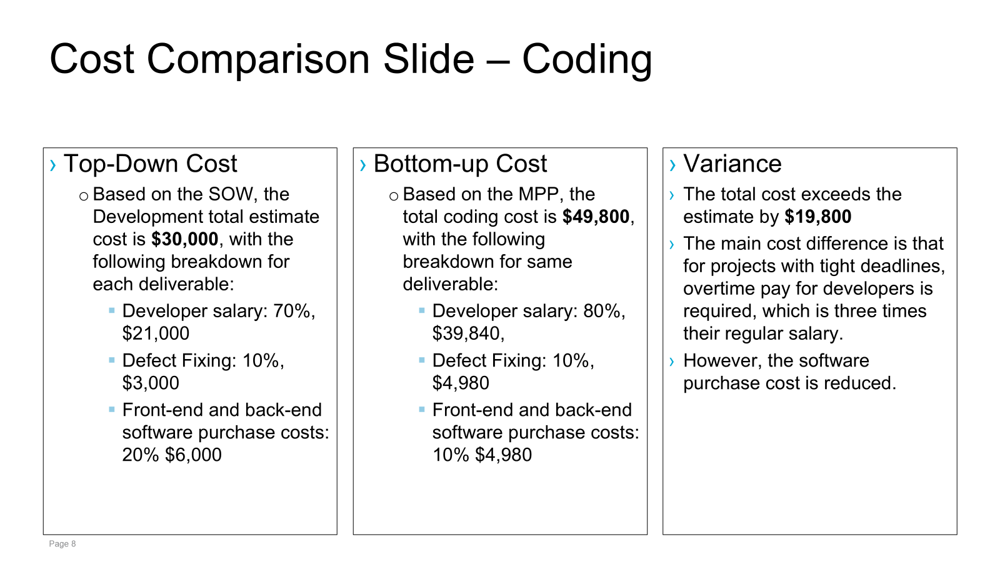 Cost Comparison Slide – Coding
› Top-Down Cost
o Based on the SOW, the
Development total estimate
cost is $30,000, with the
following breakdown for
each deliverable:
▪ Developer salary: 70%,
$21,000
▪ Defect Fixing: 10%,
$3,000
▪ Front-end and back-end
software purchase costs:
20% $6,000
› Bottom-up Cost
o Based on the MPP, the
total coding cost is $49,800,
with the following
breakdown for same
deliverable:
▪ Developer salary: 80%,
$39,840,
▪ Defect Fixing: 10%,
$4,980
▪ Front-end and back-end
software purchase costs:
10% $4,980
› Variance
› The total cost exceeds the
estimate by $19,800
› The main cost difference is that
for projects with tight deadlines,
overtime pay for developers is
required, which is three times
their regular salary.
› However, the software
purchase cost is reduced.
Page 8